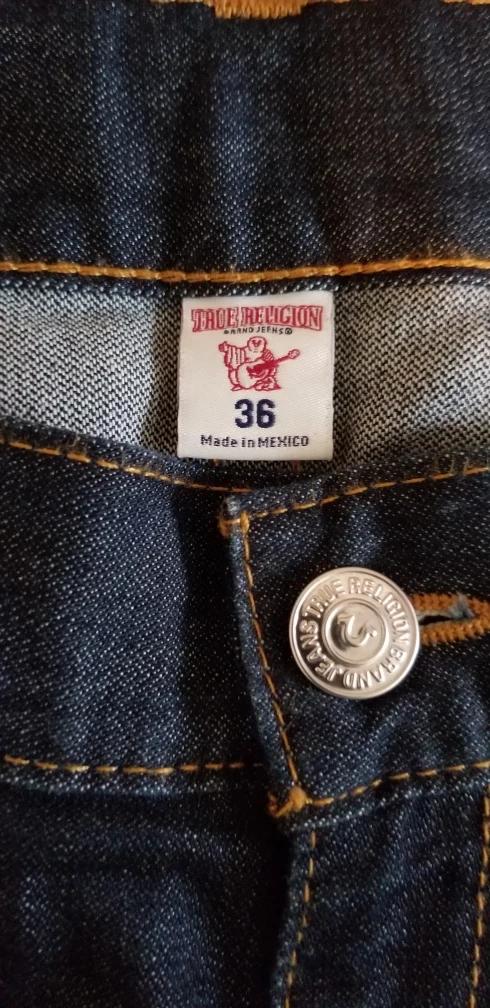 TRUE RELIGION
BRAND JEANS®
36
Made in MEXICO
TRUE RELIGION BRAND JEANS